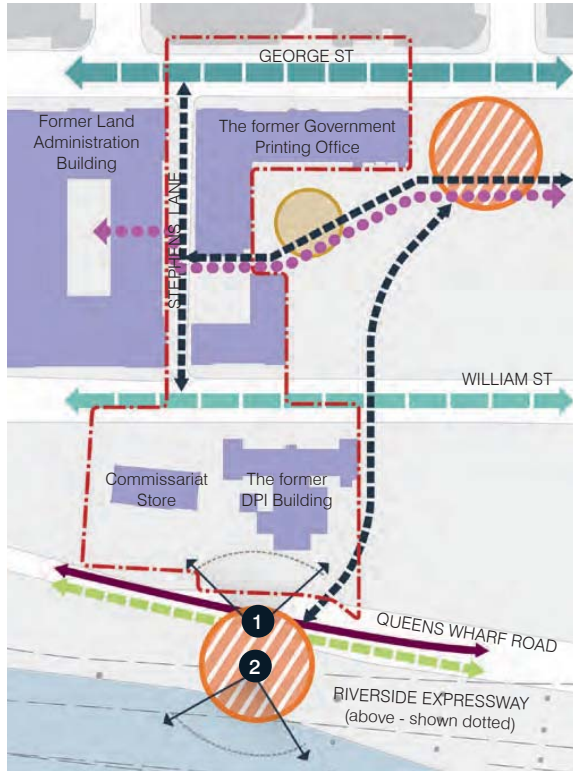 GEORGE ST
Former Land
Administration
Building
The former Government
Printing Office
STEPHENS LANE
WILLIAM ST
Commissariat
Store
The former
DPI Building
1
QUEENS WHARF ROAD
2
RIVERSIDE EXPRESSWAY
(above - shown dotted)